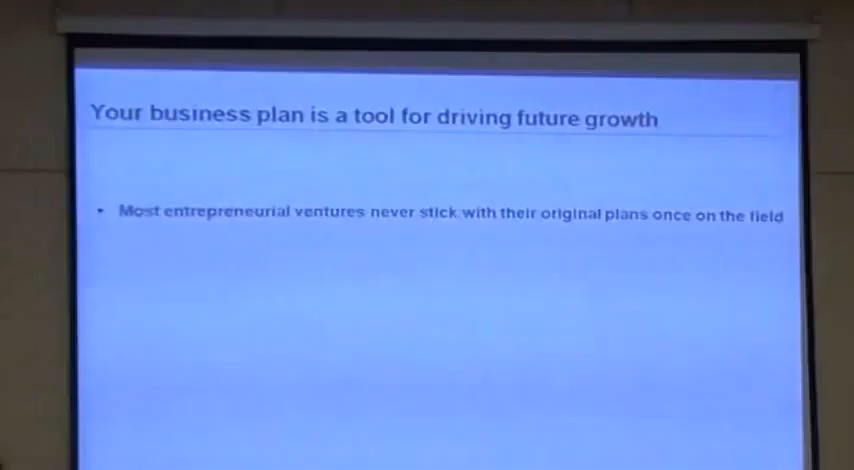 Your business plan is a tool for driving future growth
• Most entrepreneurial ventures never stick with their original plans once on the field